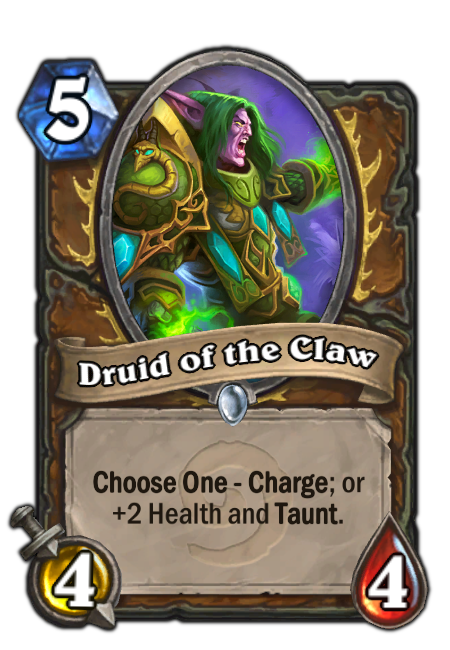 5
Druid of the Claw
Choose One - Charge; or
+2 Health and Taunt.
4
4